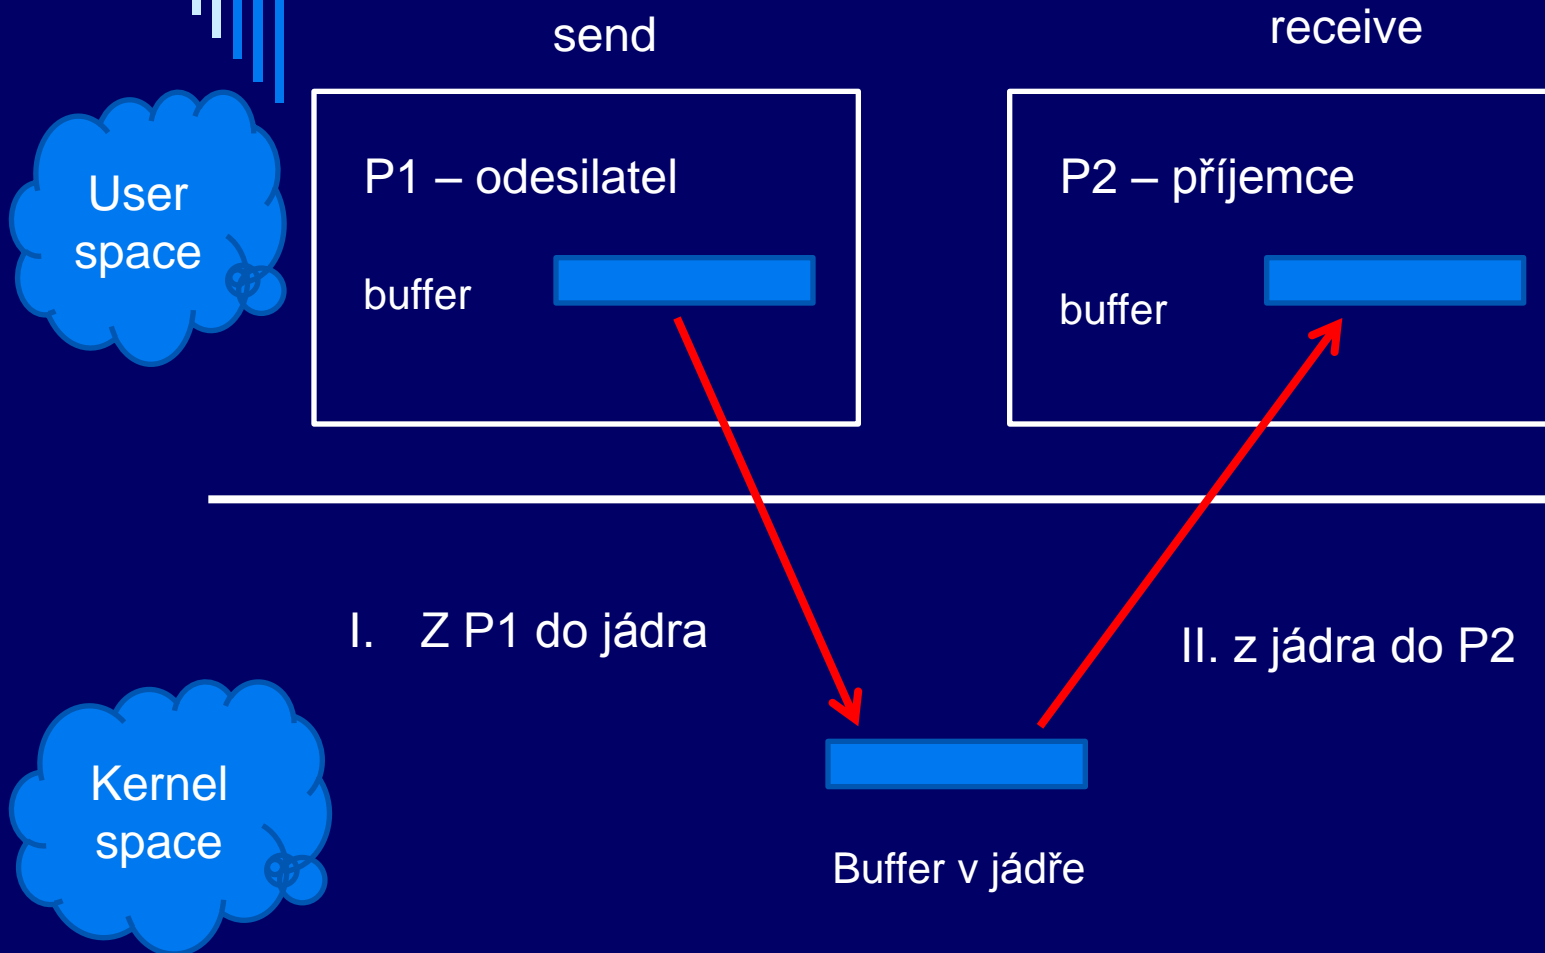 send
receive
User
space
P1 – odesilatel
buffer
P2 – příjemce
buffer
I. Z P1 do jádra
II. z jádra do P2
Kernel
space
Buffer v jádře